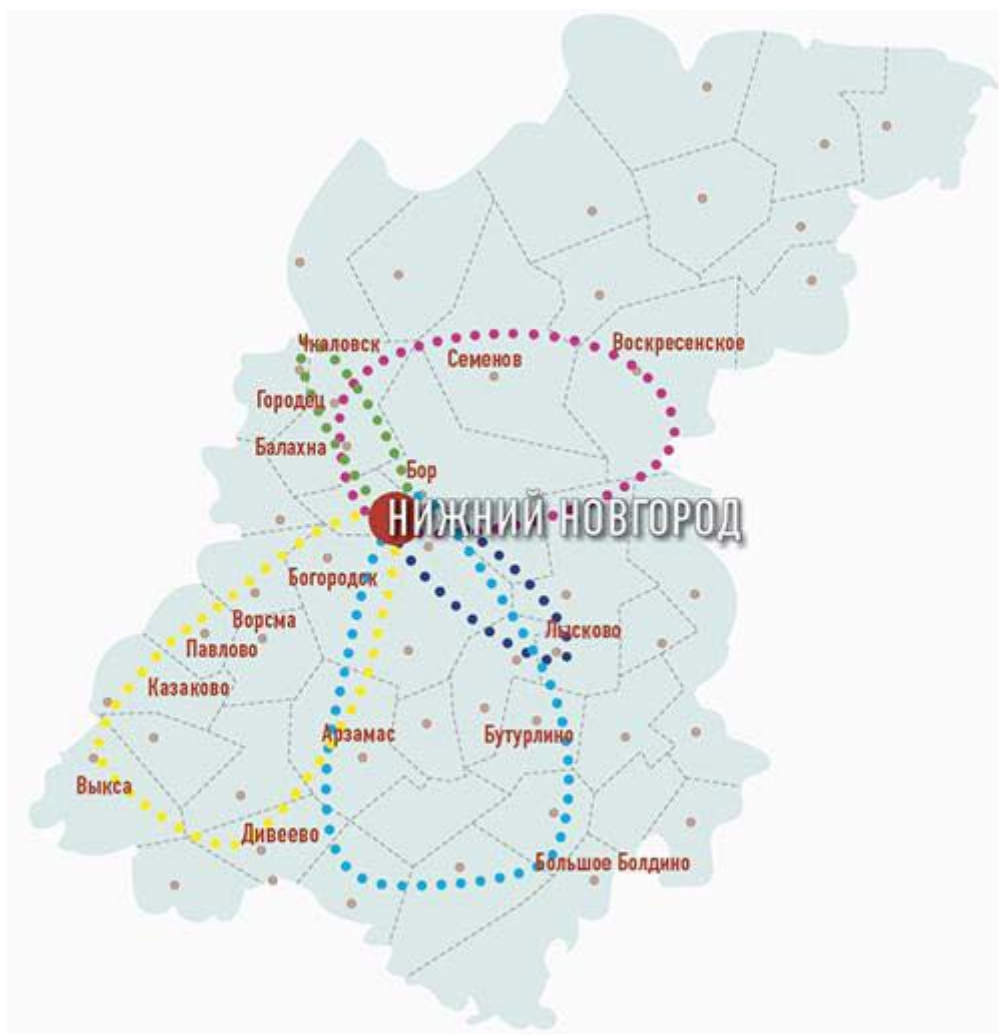 Чкаловск
Воскресенское
Семенов
Городец
Балахна
Бор
НИЖНИЙ НОВГОРОД
Богородск
Ворсма
Лысково
Павлово
Казаково
Арзамас
Бутурлино
Выкса
Дивеево
Большое Болдино